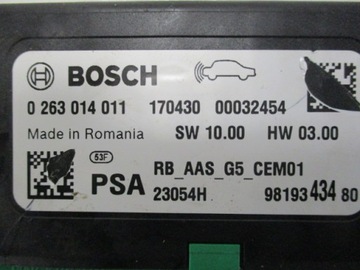 BOSCH
0 263 014 011 170430 00032454
Made in Romania SW 10.00 HW 03.00
53F RB_AAS_G5_CEM01
PSA 23054H 98193 434 80